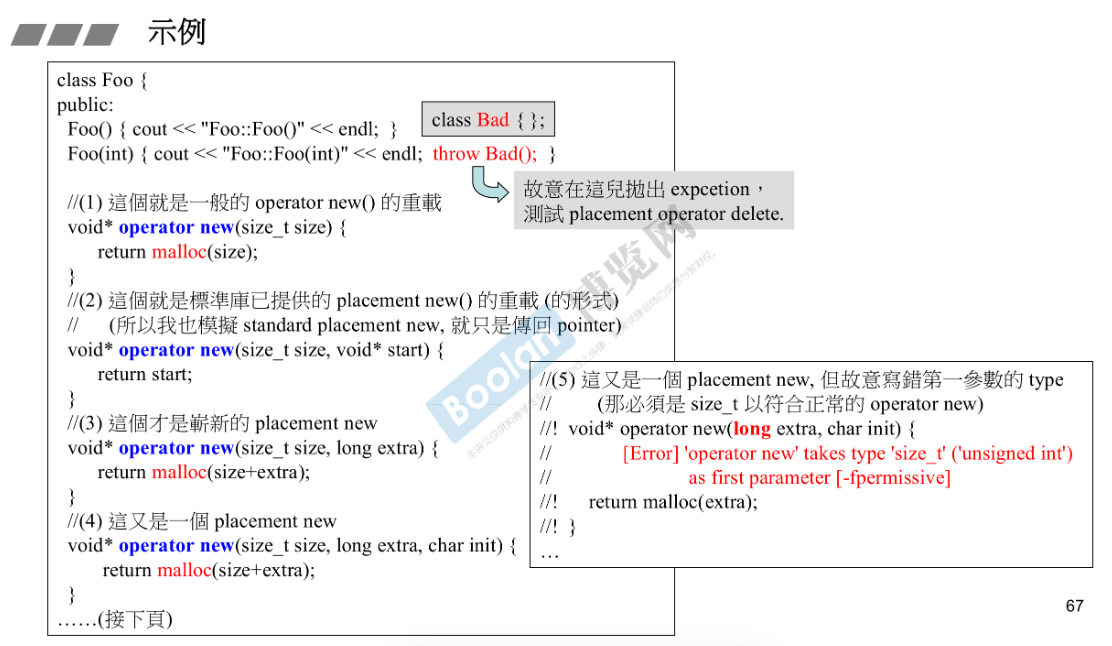 示例
class Foo {
public:
Foo() { cout << "Foo::Foo()" << endl; }
Foo(int) { cout << "Foo::Foo(int)" << endl; throw Bad(); }
class Bad { };
故意在這兒拋出 expcetion，
測試 placement operator delete.
//(1) 這個就是一般的 operator new() 的重載
void* operator new(size_t size) {
return malloc(size);
}
//(2) 這個就是標準庫已提供的 placement new() 的重載 (的形式)
// (所以我也模擬 standard placement new, 就只是傳回 pointer)
void* operator new(size_t size, void* start) {
return start;
}
//(3) 這個才是嶄新的 placement new
void* operator new(size_t size, long extra) {
return malloc(size+extra);
}
//(4) 這又是一個 placement new
void* operator new(size_t size, long extra, char init) {
return malloc(size+extra);
}
……(接下頁)
//(5) 這又是一個 placement new, 但故意寫錯第一參數的 type
// (那必須是 size_t 以符合正常的 operator new)
//! void* operator new(long extra, char init) {
// [Error] 'operator new' takes type 'size_t' ('unsigned int')
// as first parameter [-fpermissive]
//! return malloc(extra);
//! }
…
Boolan 博览网
67